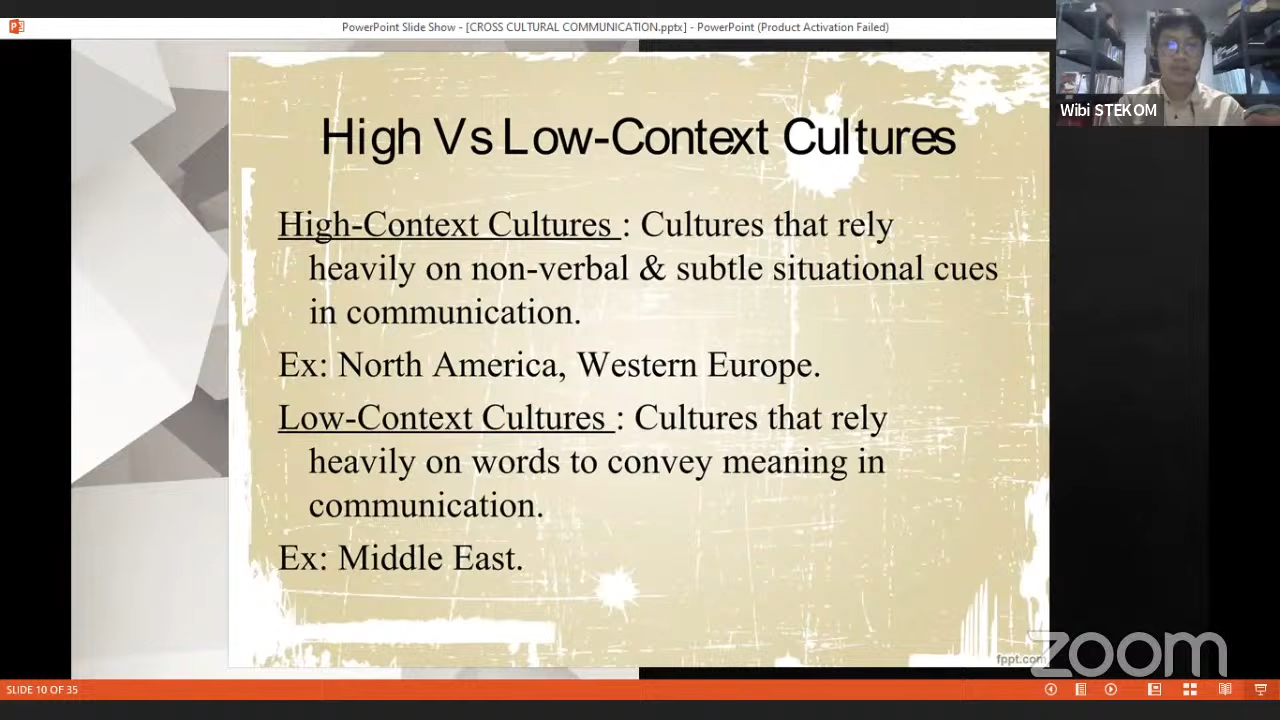 PowerPoint Slide Show - [CROSS CULTURAL COMMUNICATION.pptx] - PowerPoint (Product Activation Failed)
Wibi STEKOM
High Vs Low-Context Cultures
High-Context Cultures : Cultures that rely
heavily on non-verbal & subtle situational cues
in communication.
Ex: North America, Western Europe.
Low-Context Cultures : Cultures that rely
heavily on words to convey meaning in
communication.
Ex: Middle East.
fppt.com
zoom
SLIDE 10 OF 35